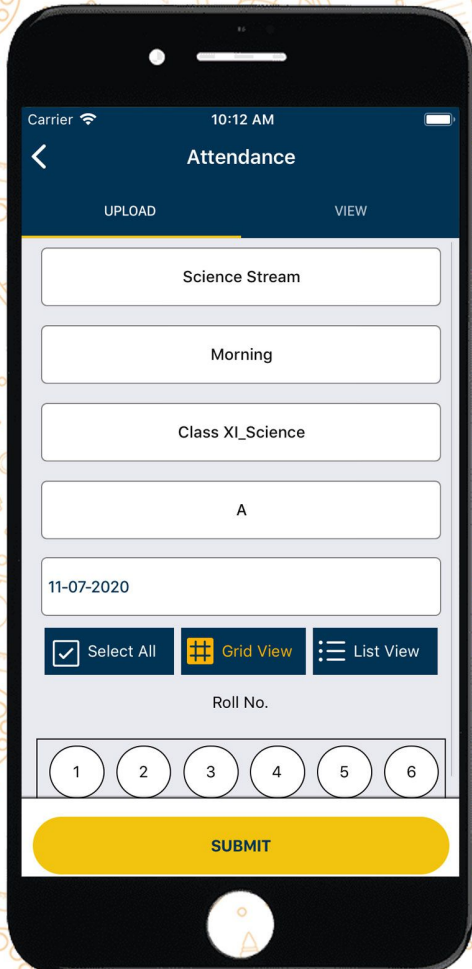 Carrier 10:12 AM
Attendance
UPLOAD VIEW
Science Stream
Morning
Class XI_Science
A
11-07-2020
Select All Grid View List View
Roll No.
1 2 3 4 5 6
SUBMIT